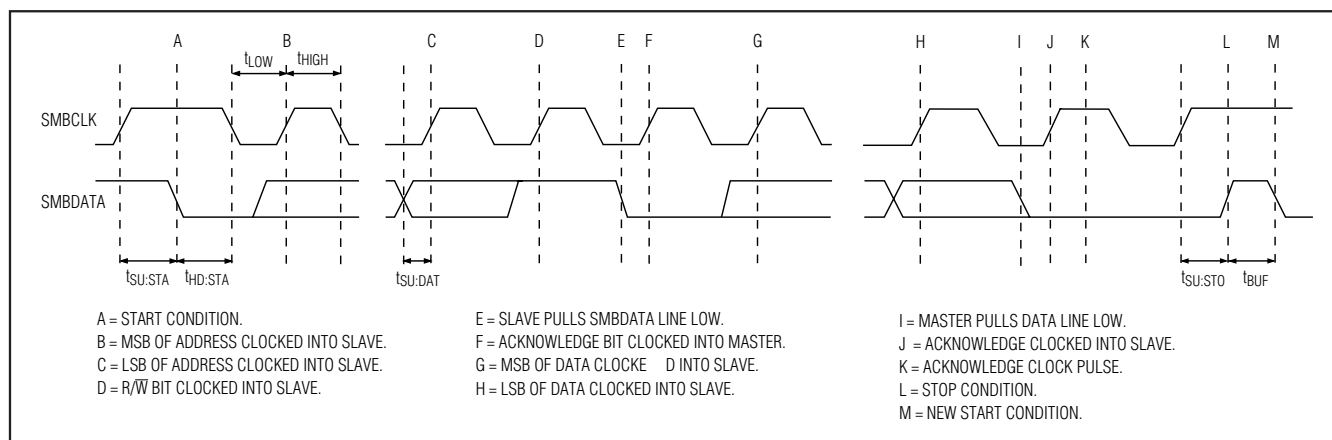 A B C D E F G H I J K L M
tLOW tHIGH
SMBCLK
SMBDATA
tSU:STA tHD:STA tSU:DAT tSU:STO tBUF
A = START CONDITION.
B = MSB OF ADDRESS CLOCKED INTO SLAVE.
C = LSB OF ADDRESS CLOCKED INTO SLAVE.
D = R/W̅ BIT CLOCKED INTO SLAVE.
E = SLAVE PULLS SMBDATA LINE LOW.
F = ACKNOWLEDGE BIT CLOCKED INTO MASTER.
G = MSB OF DATA CLOCKE D INTO SLAVE.
H = LSB OF DATA CLOCKED INTO SLAVE.
I = MASTER PULLS DATA LINE LOW.
J = ACKNOWLEDGE CLOCKED INTO SLAVE.
K = ACKNOWLEDGE CLOCK PULSE.
L = STOP CONDITION.
M = NEW START CONDITION.